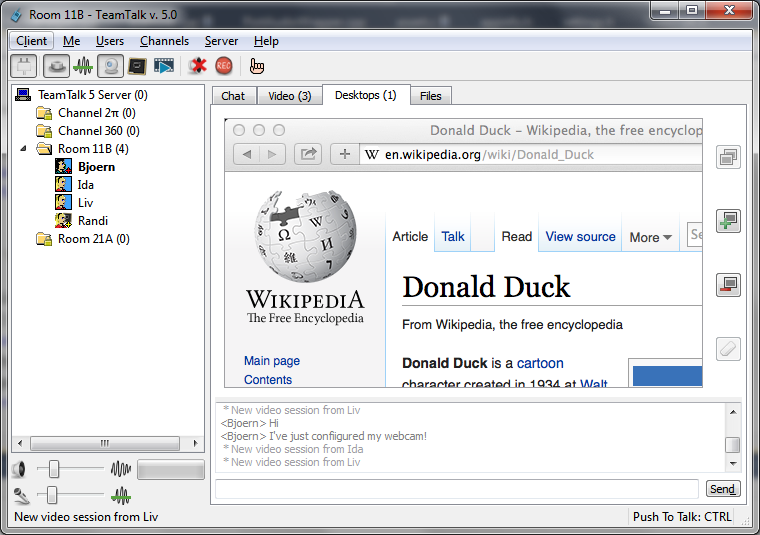 Room 11B - TeamTalk v. 5.0
Client Me Users Channels Server Help
REC
TeamTalk 5 Server (0)
Channel 2π (0)
Channel 360 (0)
Room 11B (4)
Bjoern
Ida
Liv
Randi
Room 21A (0)
Chat Video (3) Desktops (1) Files
Donald Duck – Wikipedia, the free encyclop
W en.wikipedia.org/wiki/Donald_Duck
Ω W И 維 7
WIKIPEDIA
The Free Encyclopedia
Main page
Contents
Article Talk Read View source More Se
Donald Duck
From Wikipedia, the free encyclopedia
Donald Duck is a cartoon
character created in 1934 at Walt
* New video session from Liv
<Bjoern> Hi
<Bjoern> I've just configured my webcam!
* New video session from Ida
* New video session from Liv
Send
New video session from Liv
Push To Talk: CTRL